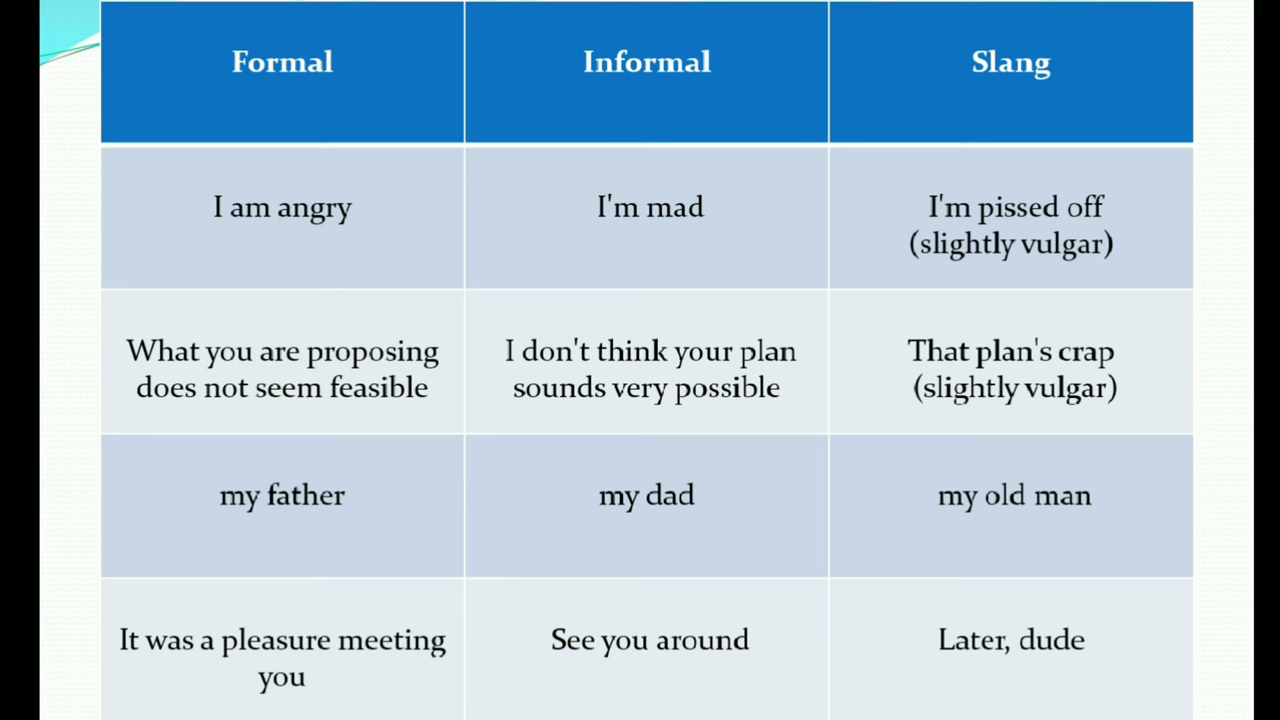 Formal Informal Slang
I am angry
I'm mad
I'm pissed off
(slightly vulgar)
What you are proposing
does not seem feasible
I don't think your plan
sounds very possible
That plan's crap
(slightly vulgar)
my father
my dad
my old man
It was a pleasure meeting
you
See you around
Later, dude